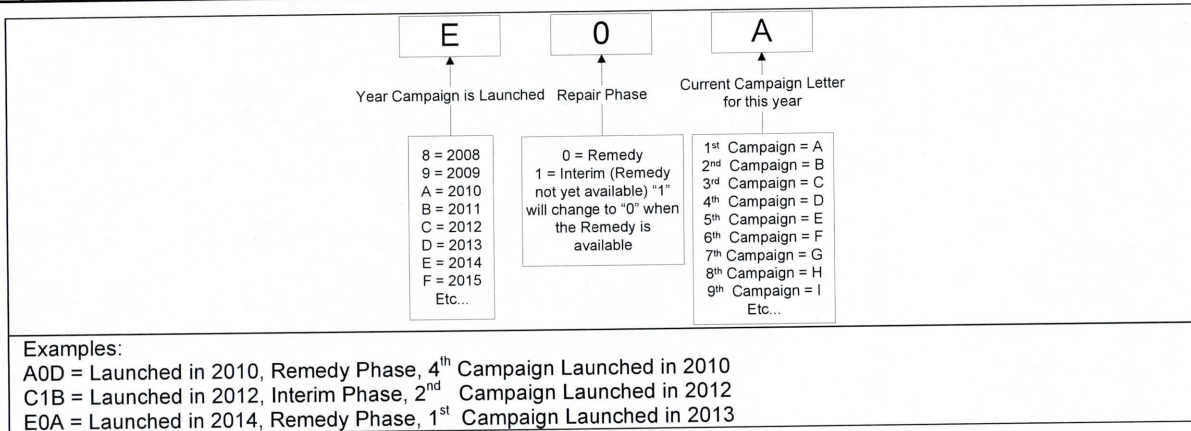 E
0
A
Year Campaign is Launched
Repair Phase
Current Campaign Letter
for this year
8 = 2008
9 = 2009
A = 2010
B = 2011
C = 2012
D = 2013
E = 2014
F = 2015
Etc...
0 = Remedy
1 = Interim (Remedy
not yet available) “1”
will change to “0” when
the Remedy is
available
1st Campaign = A
2nd Campaign = B
3rd Campaign = C
4th Campaign = D
5th Campaign = E
6th Campaign = F
7th Campaign = G
8th Campaign = H
9th Campaign = I
Etc...
Examples:
A0D = Launched in 2010, Remedy Phase, 4th Campaign Launched in 2010
C1B = Launched in 2012, Interim Phase, 2nd Campaign Launched in 2012
E0A = Launched in 2014, Remedy Phase, 1st Campaign Launched in 2013